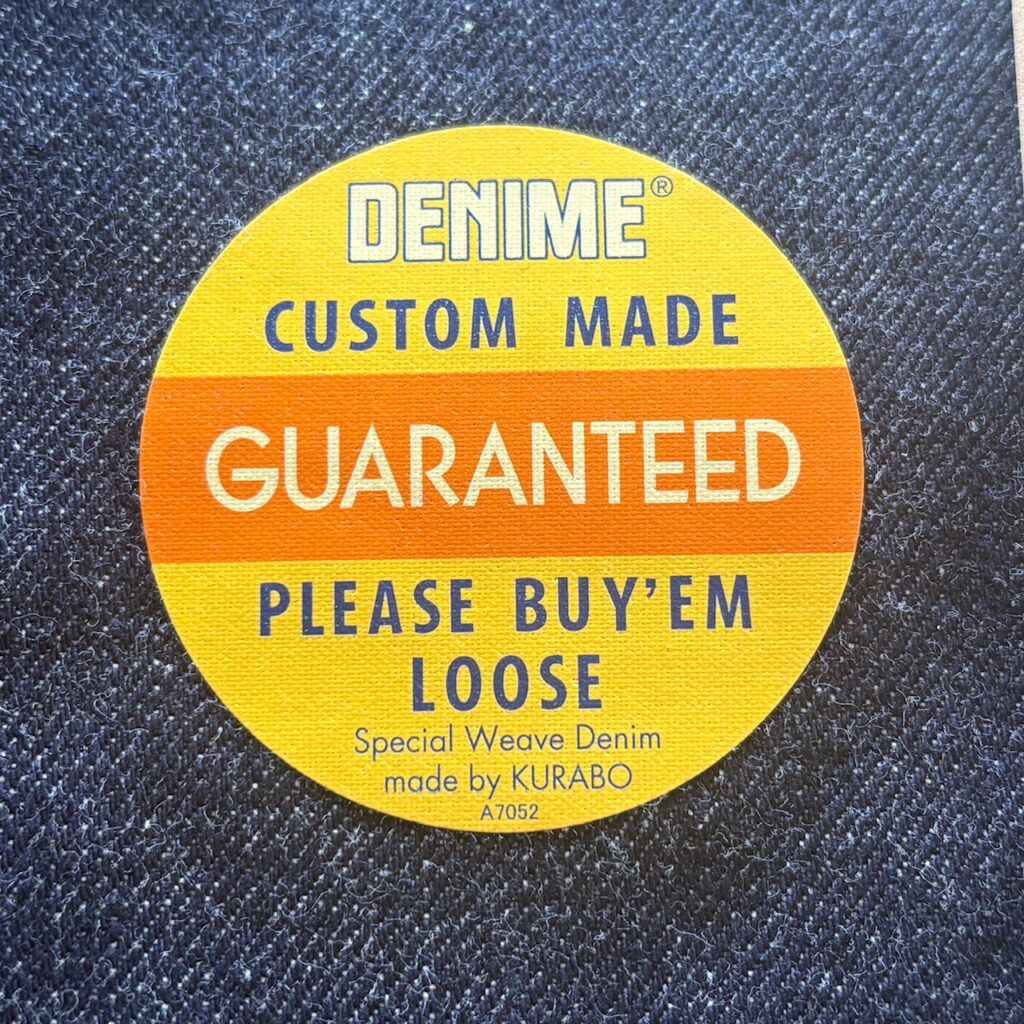 DENIME®
CUSTOM MADE
GUARANTEED
PLEASE BUY'EM
LOOSE
Special Weave Denim
made by KURABO
A7052